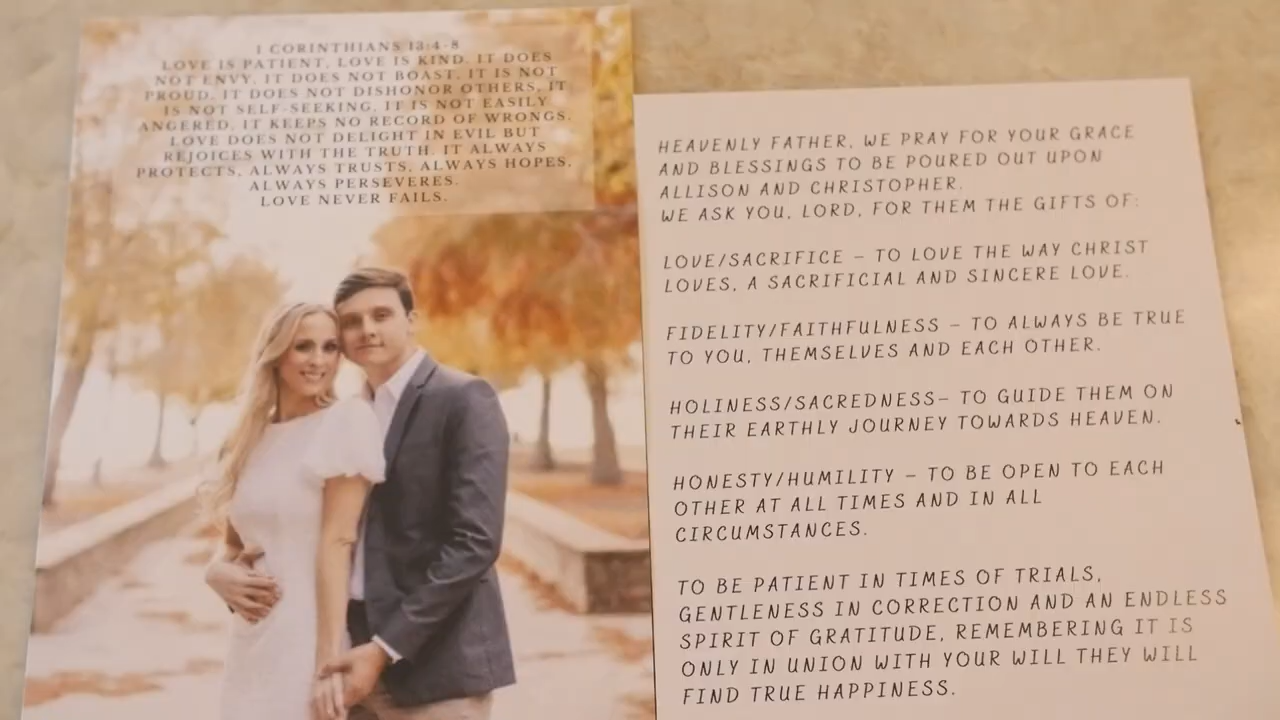 1 CORINTHIANS 13:4-8
LOVE IS PATIENT, LOVE IS KIND. IT DOES
NOT ENVY, IT DOES NOT BOAST, IT IS NOT
PROUD. IT DOES NOT DISHONOR OTHERS, IT
IS NOT SELF-SEEKING, IT IS NOT EASILY
ANGERED, IT KEEPS NO RECORD OF WRONGS.
LOVE DOES NOT DELIGHT IN EVIL BUT
REJOICES WITH THE TRUTH. IT ALWAYS
PROTECTS, ALWAYS TRUSTS, ALWAYS HOPES,
ALWAYS PERSEVERES.
LOVE NEVER FAILS.
HEAVENLY FATHER, WE PRAY FOR YOUR GRACE
AND BLESSINGS TO BE POURED OUT UPON
ALLISON AND CHRISTOPHER.
WE ASK YOU, LORD, FOR THEM THE GIFTS OF:
LOVE/SACRIFICE – TO LOVE THE WAY CHRIST
LOVES, A SACRIFICIAL AND SINCERE LOVE.
FIDELITY/FAITHFULNESS – TO ALWAYS BE TRUE
TO YOU, THEMSELVES AND EACH OTHER.
HOLINESS/SACREDNESS– TO GUIDE THEM ON
THEIR EARTHLY JOURNEY TOWARDS HEAVEN.
HONESTY/HUMILITY – TO BE OPEN TO EACH
OTHER AT ALL TIMES AND IN ALL
CIRCUMSTANCES.
TO BE PATIENT IN TIMES OF TRIALS,
GENTLENESS IN CORRECTION AND AN ENDLESS
SPIRIT OF GRATITUDE, REMEMBERING IT IS
ONLY IN UNION WITH YOUR WILL THEY WILL
FIND TRUE HAPPINESS.